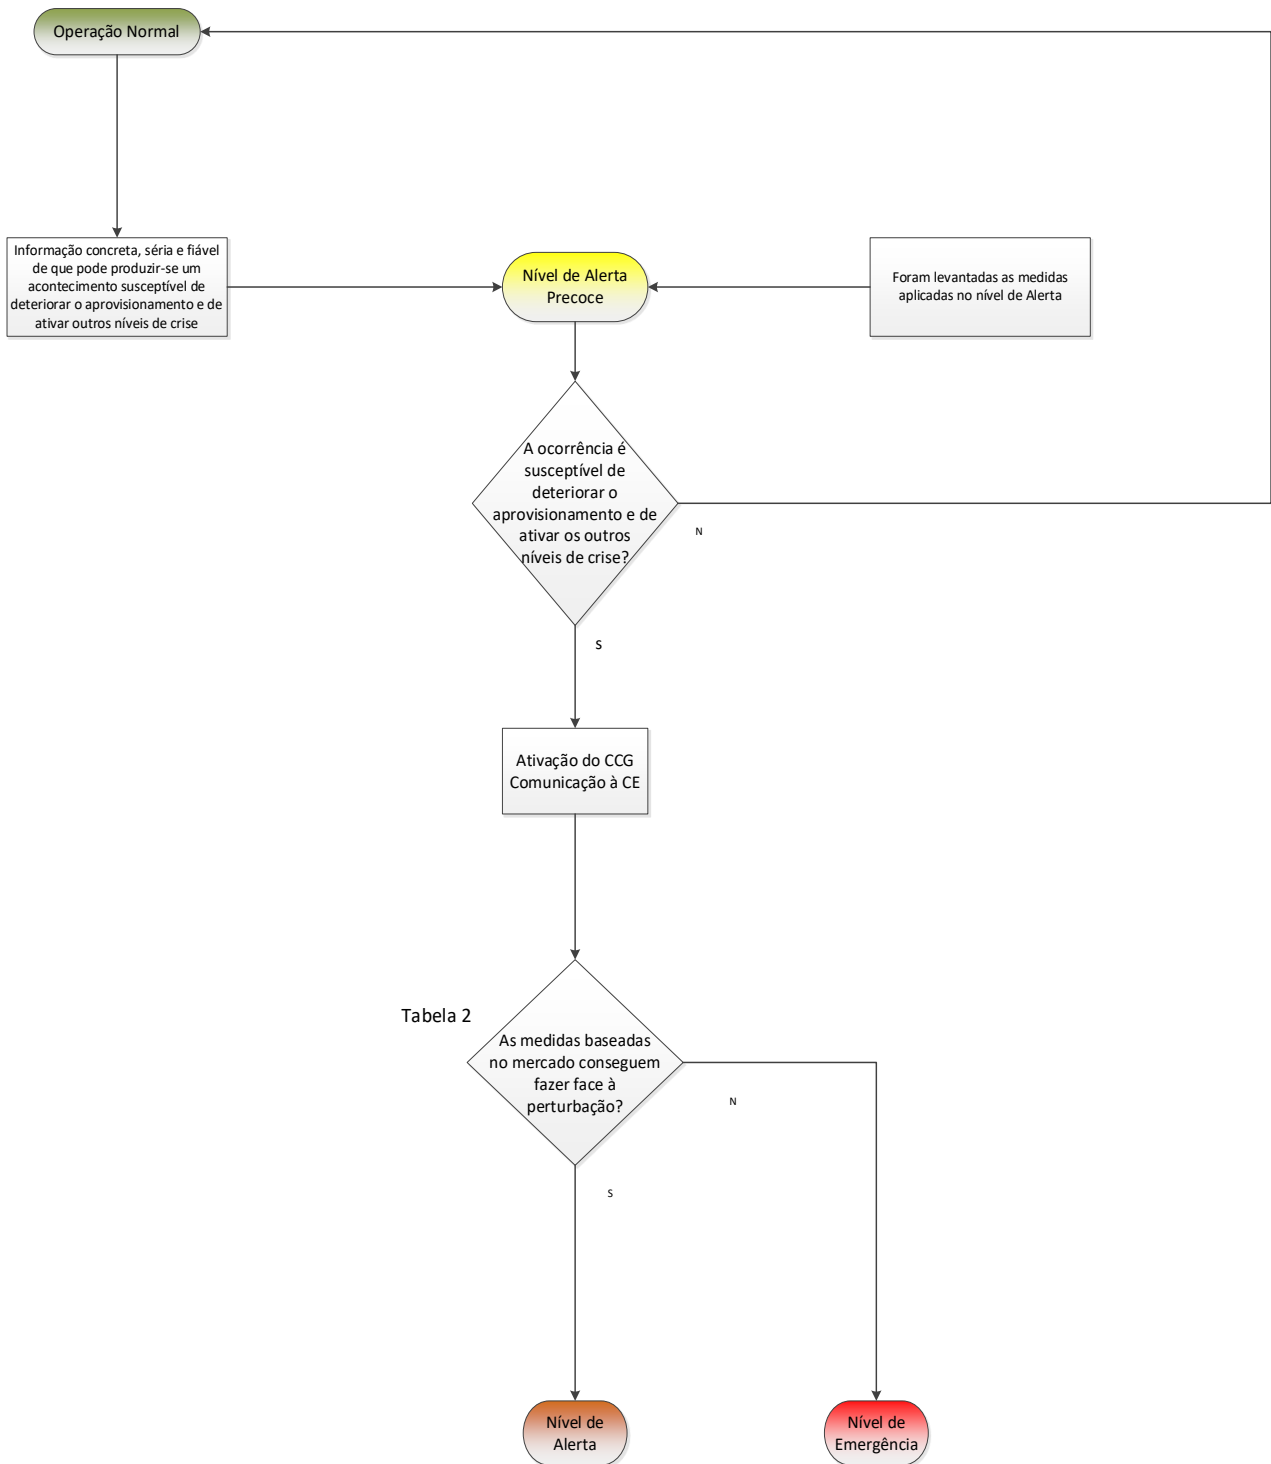 Operação Normal
Informação concreta, séria e fiável
de que pode produzir-se um
acontecimento susceptível de
deteriorar o aprovisionamento e de
ativar outros níveis de crise
Nível de Alerta
Precoce
Foram levantadas as medidas
aplicadas no nível de Alerta
A ocorrência é
susceptível de
deteriorar o
aprovisionamento e de
ativar os outros
níveis de crise?
N
S
Ativação do CCG
Comunicação à CE
Tabela 2
As medidas baseadas
no mercado conseguem
fazer face à
perturbação?
N
S
Nível de
Alerta
Nível de
Emergência